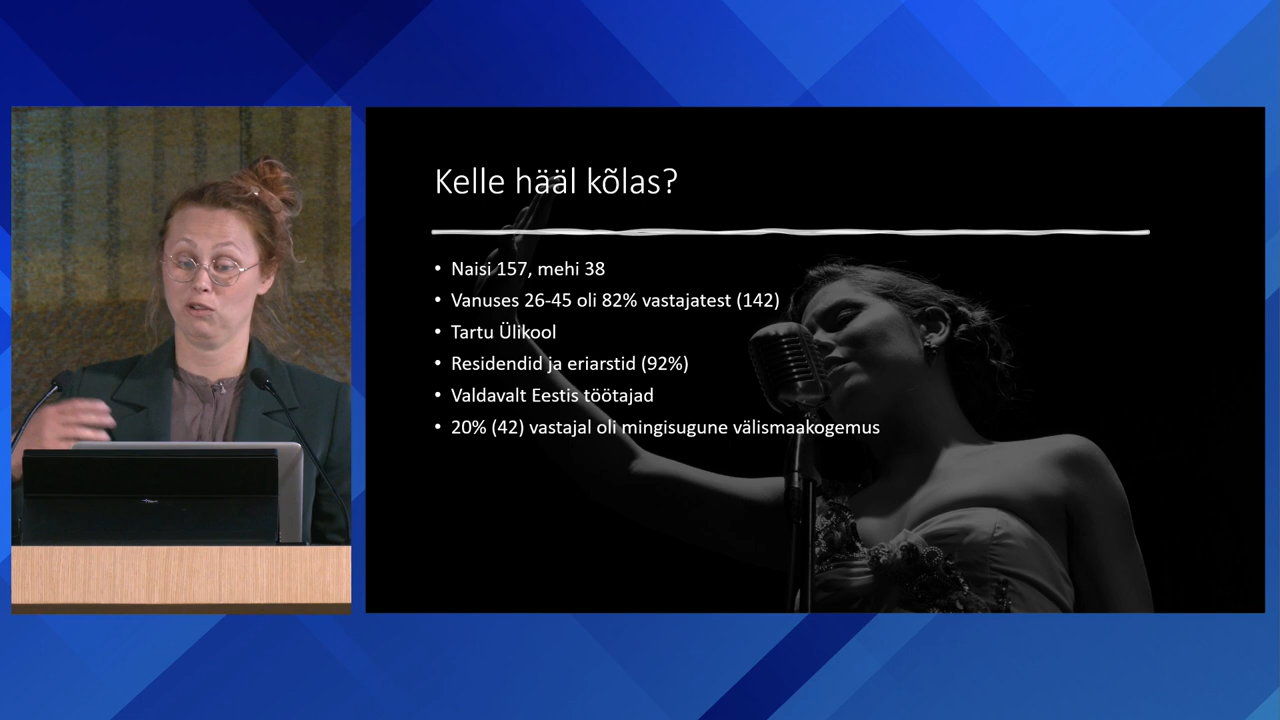 Kelle hääl kõlas?
• Naisi 157, mehi 38
• Vanuses 26-45 oli 82% vastajatest (142)
• Tartu Ülikool
• Residendid ja eriarstid (92%)
• Valdavalt Eestis töötajad
• 20% (42) vastajal oli mingisugune välismaakogemus